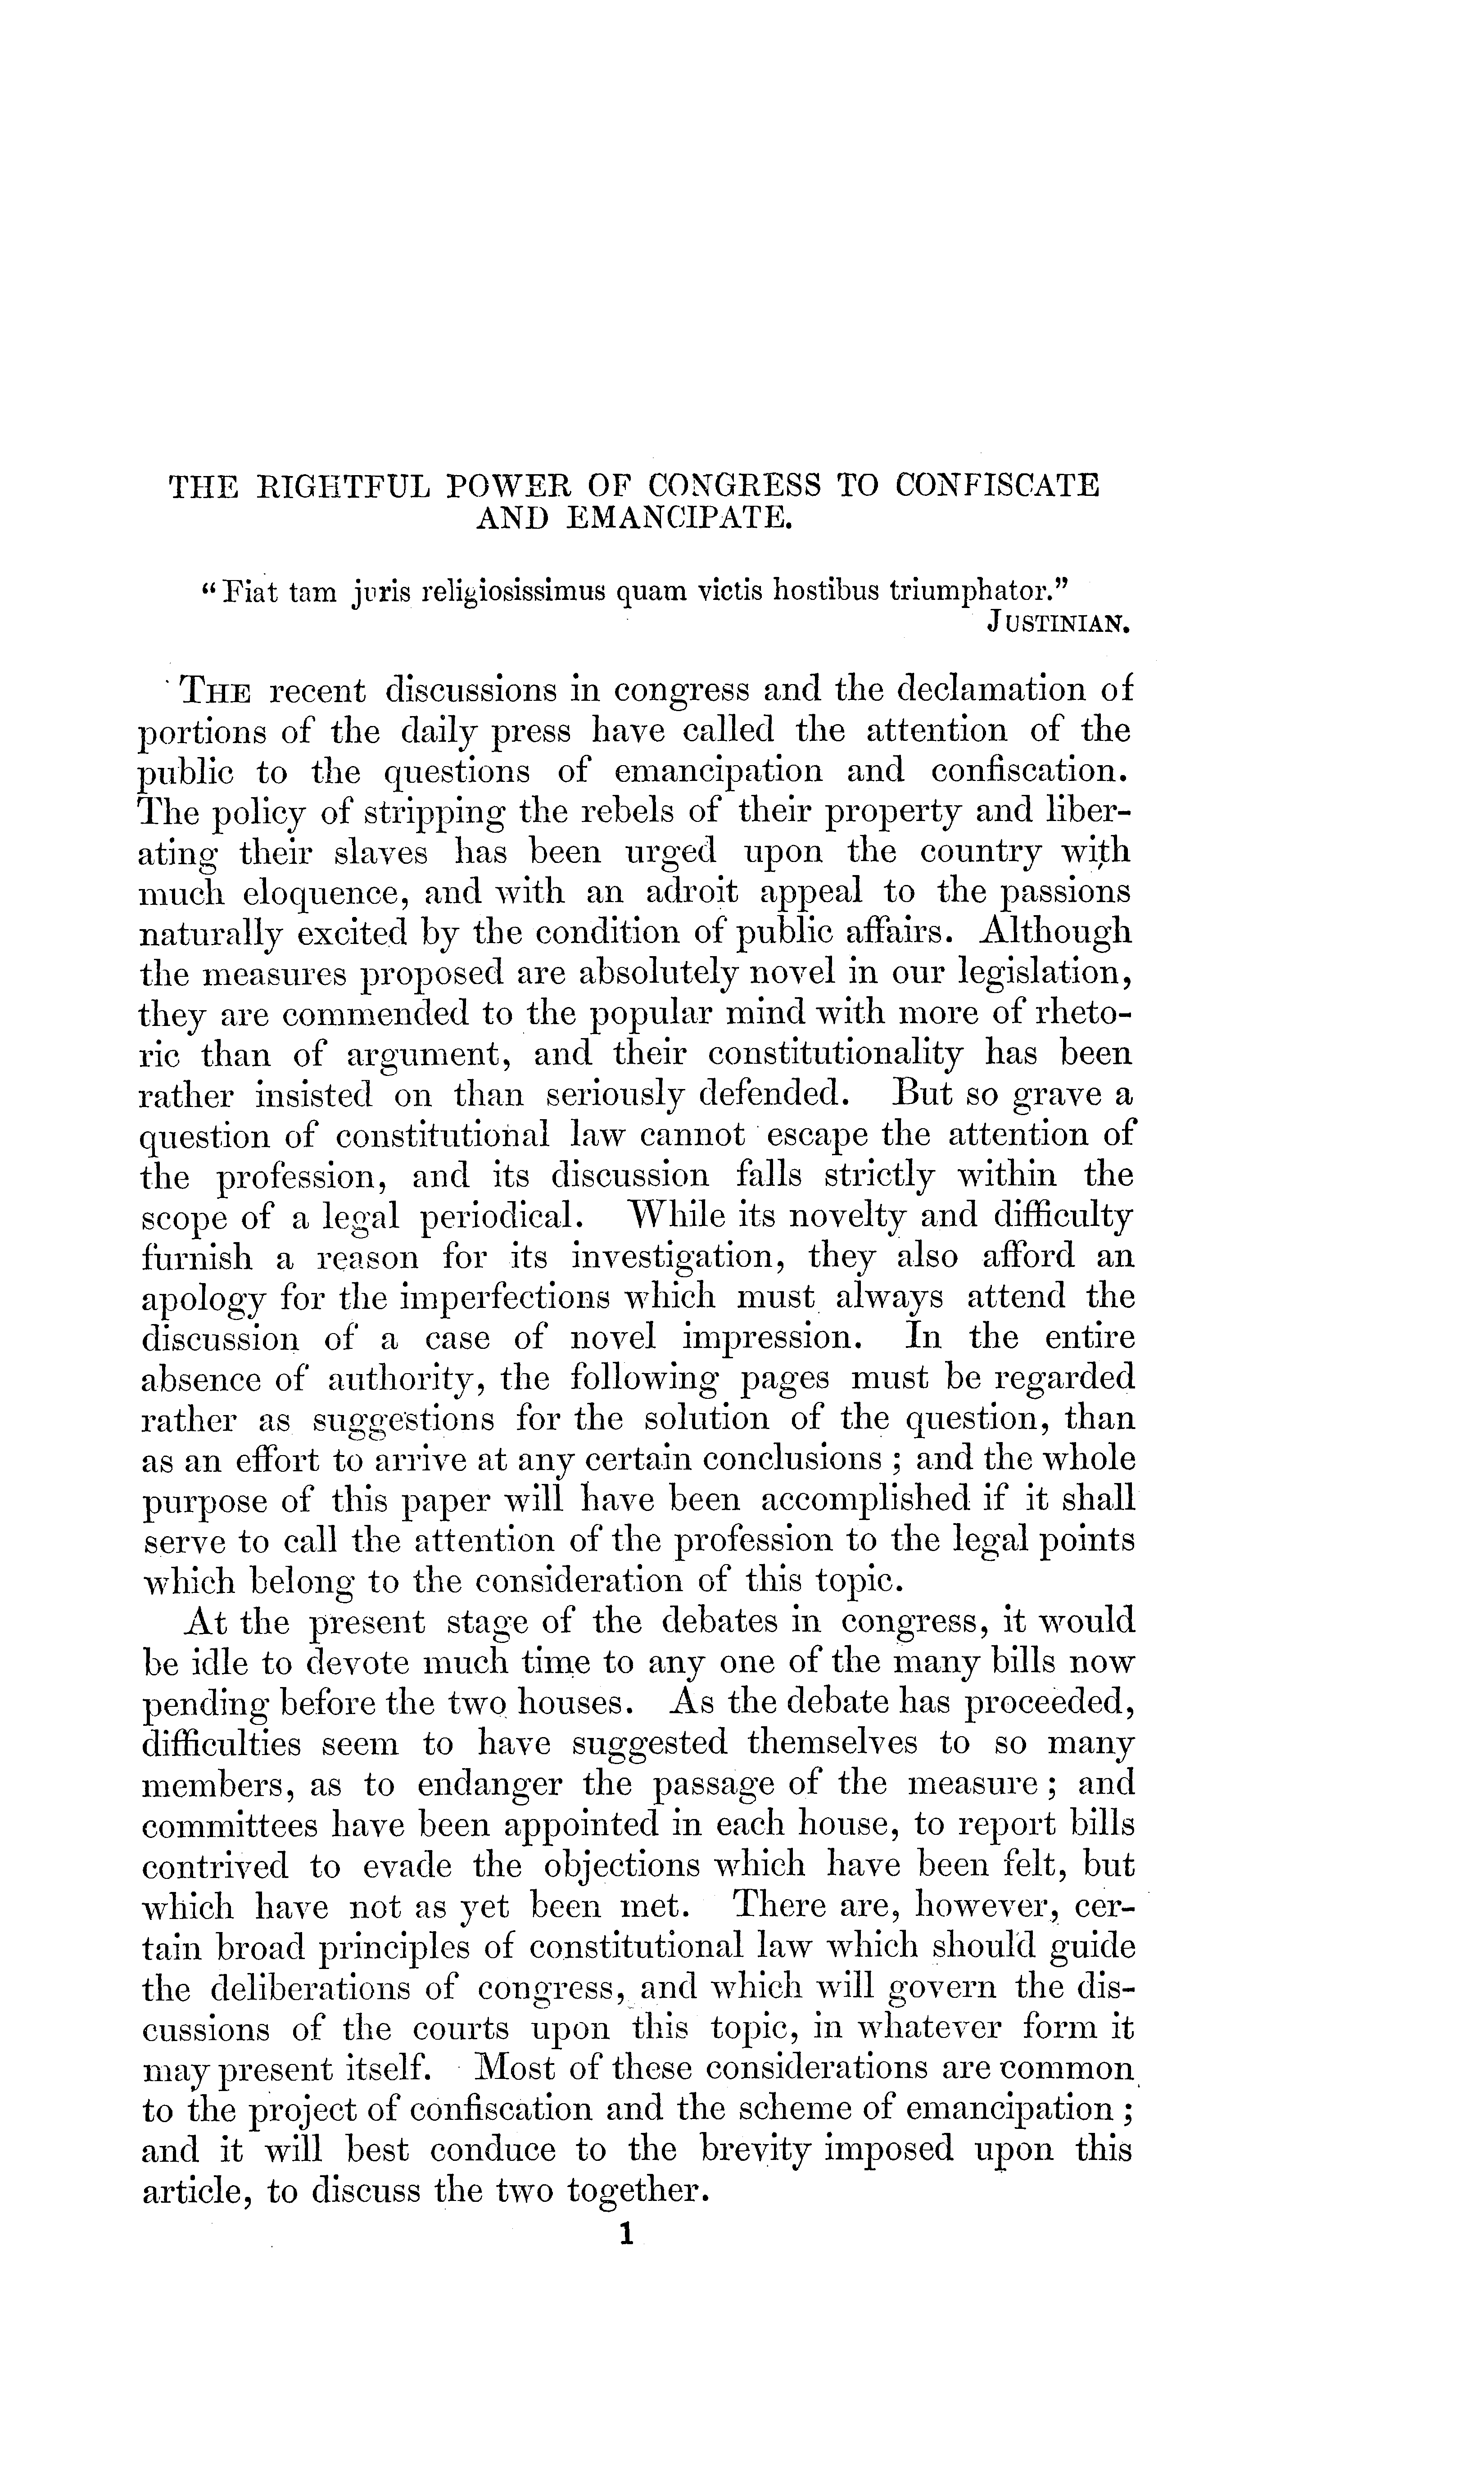 THE RIGHTFUL POWER OF CONGRESS TO CONFISCATE
AND EMANCIPATE.
“Fiat tam juris religiosissimus quam victis hostibus triumphator.”
JUSTINIAN.
THE recent discussions in congress and the declamation of
portions of the daily press have called the attention of the
public to the questions of emancipation and confiscation.
The policy of stripping the rebels of their property and liber-
ating their slaves has been urged upon the country with
much eloquence, and with an adroit appeal to the passions
naturally excited by the condition of public affairs. Although
the measures proposed are absolutely novel in our legislation,
they are commended to the popular mind with more of rheto-
ric than of argument, and their constitutionality has been
rather insisted on than seriously defended. But so grave a
question of constitutional law cannot escape the attention of
the profession, and its discussion falls strictly within the
scope of a legal periodical. While its novelty and difficulty
furnish a reason for its investigation, they also afford an
apology for the imperfections which must always attend the
discussion of a case of novel impression. In the entire
absence of authority, the following pages must be regarded
rather as suggestions for the solution of the question, than
as an effort to arrive at any certain conclusions ; and the whole
purpose of this paper will have been accomplished if it shall
serve to call the attention of the profession to the legal points
which belong to the consideration of this topic.
At the present stage of the debates in congress, it would
be idle to devote much time to any one of the many bills now
pending before the two houses. As the debate has proceeded,
difficulties seem to have suggested themselves to so many
members, as to endanger the passage of the measure ; and
committees have been appointed in each house, to report bills
contrived to evade the objections which have been felt, but
which have not as yet been met. There are, however, cer-
tain broad principles of constitutional law which should guide
the deliberations of congress, and which will govern the dis-
cussions of the courts upon this topic, in whatever form it
may present itself. Most of these considerations are common
to the project of confiscation and the scheme of emancipation ;
and it will best conduce to the brevity imposed upon this
article, to discuss the two together.
1